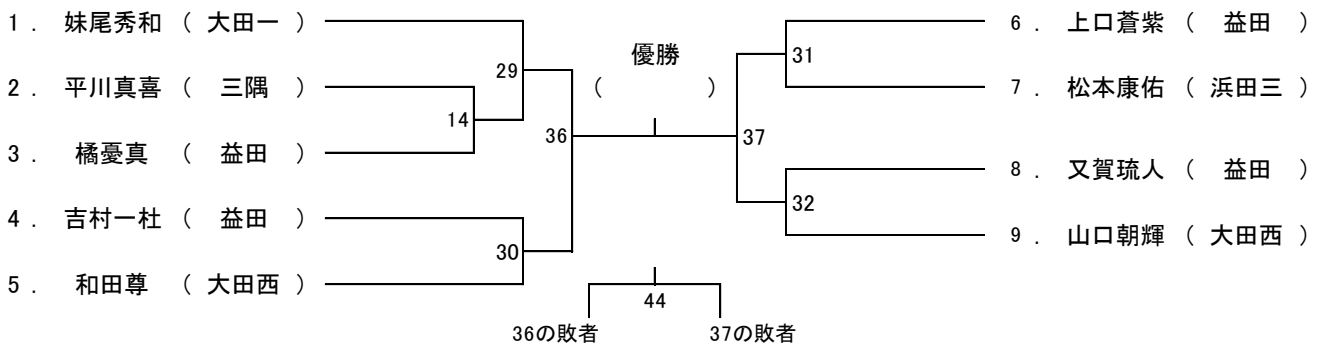 1 . 妹尾秀和 ( 大田一 )
2 . 平川真喜 ( 三隅 )
3 . 橘憂真 ( 益田 )
4 . 吉村一杜 ( 益田 )
5 . 和田尊 ( 大田西 )
29
14
36
30
優勝
( )
44
36の敗者 37の敗者
31
37
32
6 . 上口蒼紫 ( 益田 )
7 . 松本康佑 ( 浜田三 )
8 . 又賀琉人 ( 益田 )
9 . 山口朝輝 ( 大田西 )